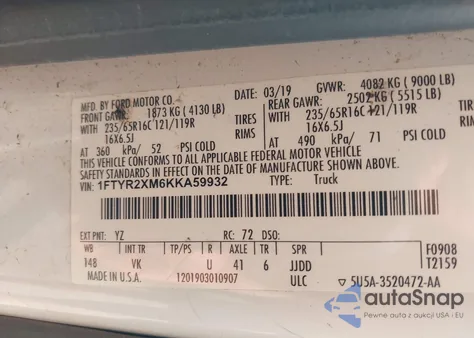 MFD. BY FORD MOTOR CO.
03/19 GVWR: 4082 KG ( 9000 LB)
FRONT GAWR: 1873 KG ( 4130 LB) REAR GAWR: 2502 KG ( 5515 LB)
WITH 235/65R16C 121/119R TIRES WITH 235/65R16C 121/119R
16X6.5J RIMS 16X6.5J
AT 360 kPa/ 52 PSI COLD AT 490 kPa/ 71 PSI COLD
THIS VEHICLE CONFORMS TO ALL APPLICABLE FEDERAL MOTOR VEHICLE
SAFETY STANDARDS IN EFFECT ON THE DATE OF MANUFACTURE SHOWN ABOVE.
VIN: 1FTYR2XM6KKA59932 TYPE: Truck
EXT PNT: YZ RC: 72 DSO: F0908
WB INT TR TP/PS R AXLE TR SPR T2159
148 VK U 41 6 JJDD
MADE IN U.S.A. 1201903010907 ULC ▽ 5U5A-3520472-AA
autoSnap
Pewne auta z USA i EU